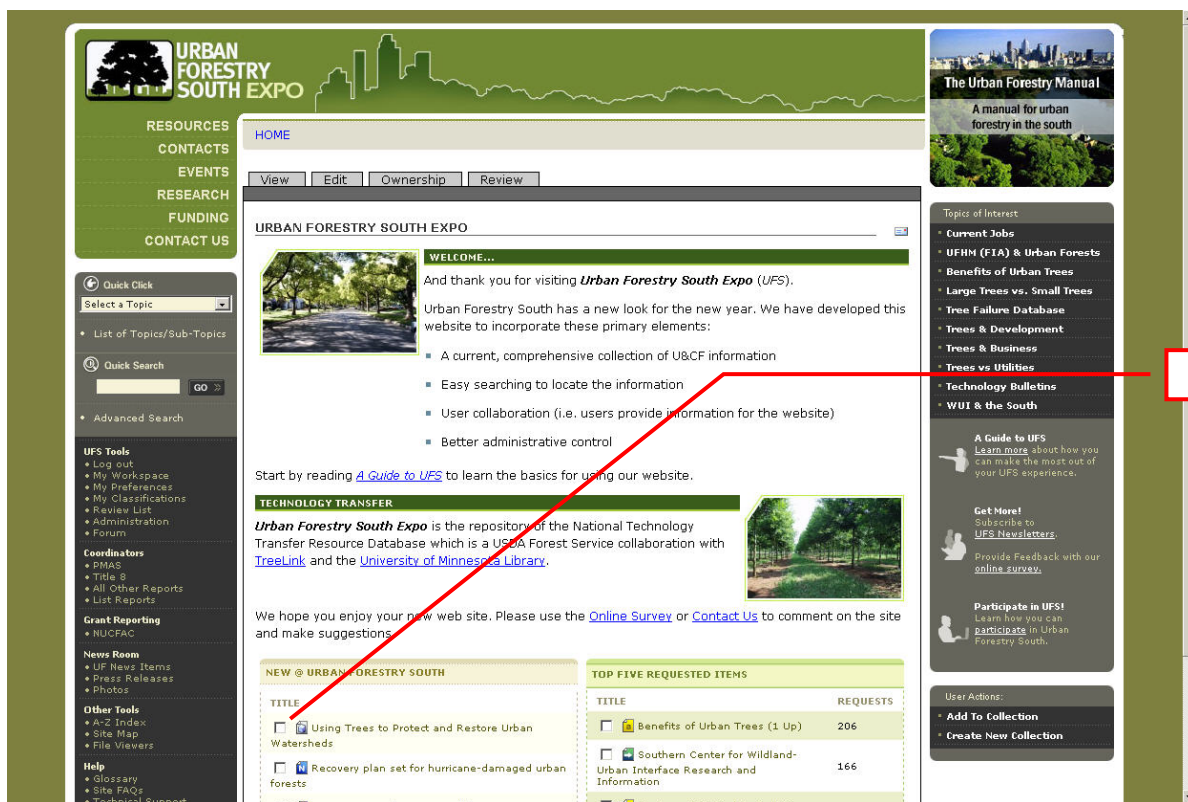 URBAN
FORESTRY
SOUTH EXPO
RESOURCES
CONTACTS
EVENTS
RESEARCH
FUNDING
CONTACT US
Quick Click
Select a Topic
List of Topics/Sub-Topics
Quick Search
GO »
Advanced Search
UFS Tools
Log out
My Workspace
My Preferences
My Classifications
Review List
Administration
Forum
Coordinators
PMAS
Title 8
All Other Reports
List Reports
Grant Reporting
NUCFAC
News Room
UF News Items
Press Releases
Photos
Other Tools
A-Z Index
Site Map
File Viewers
Help
Glossary
Site FAQs
Technical Support
HOME
View Edit Ownership Review
URBAN FORESTRY SOUTH EXPO
WELCOME...
And thank you for visiting Urban Forestry South Expo (UFS).
Urban Forestry South has a new look for the new year. We have developed this
website to incorporate these primary elements:
A current, comprehensive collection of U&CF information
Easy searching to locate the information
User collaboration (i.e. users provide information for the website)
Better administrative control
Start by reading A Guide to UFS to learn the basics for using our website.
TECHNOLOGY TRANSFER
Urban Forestry South Expo is the repository of the National Technology
Transfer Resource Database which is a USDA Forest Service collaboration with
TreeLink and the University of Minnesota Library.
We hope you enjoy your new web site. Please use the Online Survey or Contact Us to comment on the site
and make suggestions.
NEW @ URBAN FORESTRY SOUTH
TITLE
Using Trees to Protect and Restore Urban
Watersheds
N Recovery plan set for hurricane-damaged urban
forests
TOP FIVE REQUESTED ITEMS
TITLE REQUESTS
Benefits of Urban Trees (1 Up) 206
Southern Center for Wildland-
Urban Interface Research and 166
Information
The Urban Forestry Manual
A manual for urban
forestry in the south
Topics of Interest
Current Jobs
UFHM (FIA) & Urban Forests
Benefits of Urban Trees
Large Trees vs. Small Trees
Tree Failure Database
Trees & Development
Trees & Business
Trees vs Utilities
Technology Bulletins
WUI & the South
A Guide to UFS
Learn more about how you
can make the most out of
your UFS experience.
Get More!
Subscribe to
UFS Newsletters.
Provide Feedback with our
online survey.
Participate in UFS!
Learn how you can
participate in Urban
Forestry South.
User Actions:
Add To Collection
Create New Collection